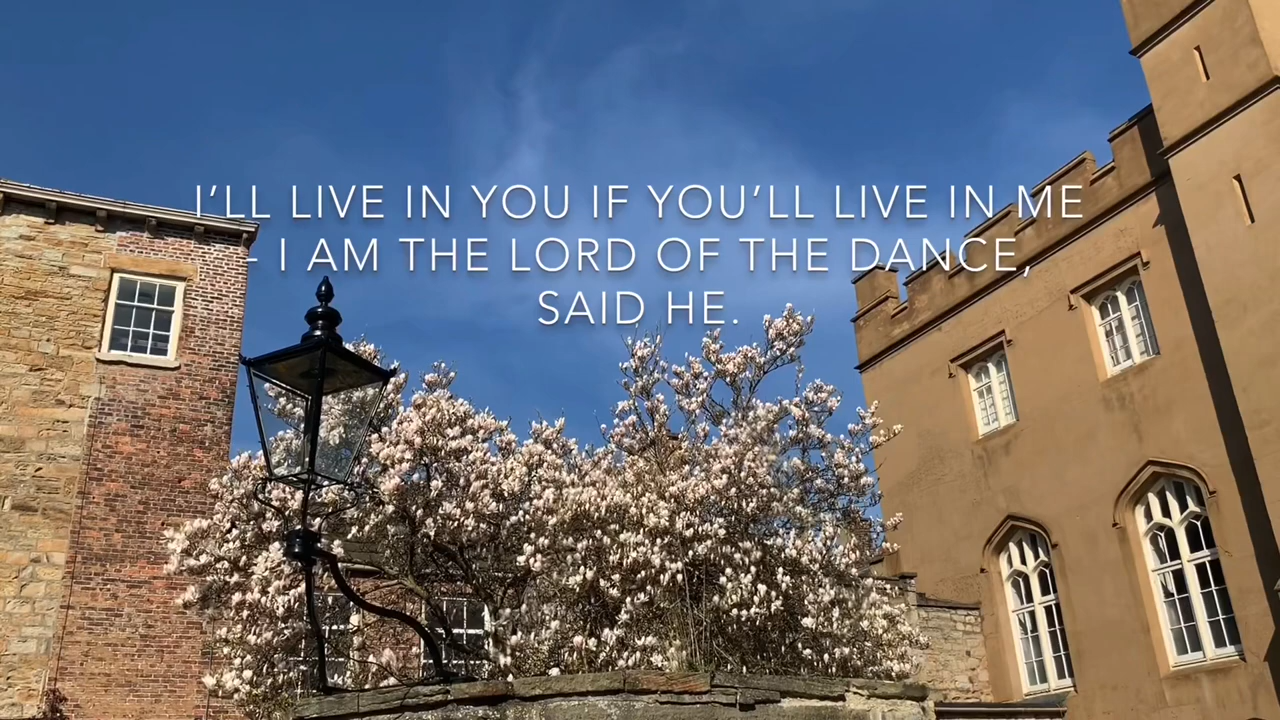 I’LL LIVE IN YOU IF YOU’LL LIVE IN ME
- I AM THE LORD OF THE DANCE,
SAID HE.